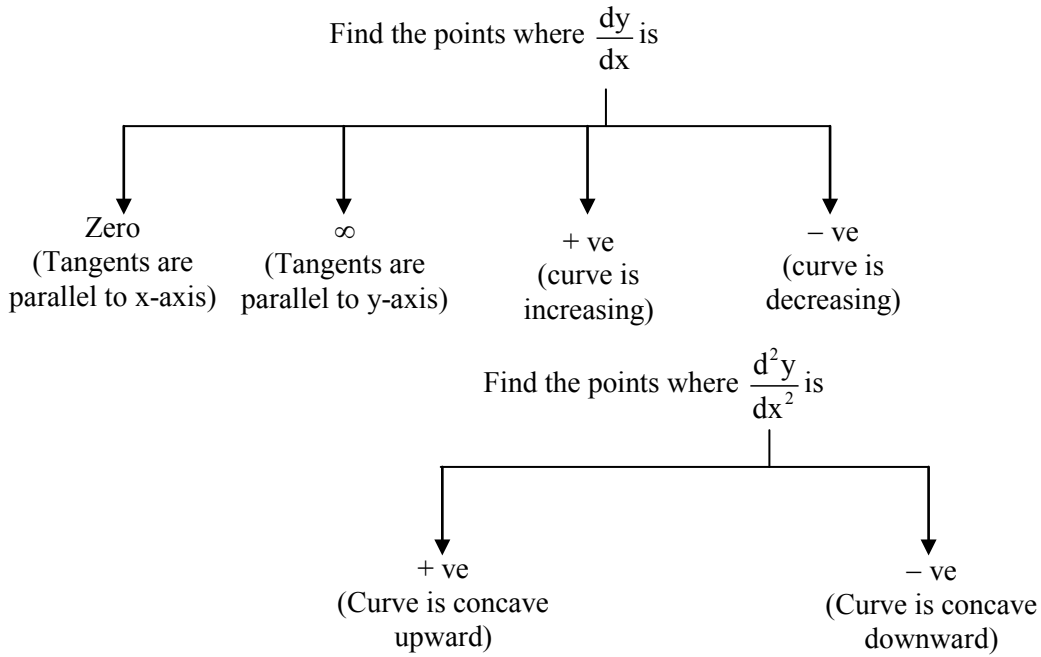 Find the points where dy/dx is
Zero
(Tangents are
parallel to x-axis)
∞
(Tangents are
parallel to y-axis)
+ ve
(curve is
increasing)
– ve
(curve is
decreasing)
Find the points where d²y/dx² is
+ ve
(Curve is concave
upward)
– ve
(Curve is concave
downward)